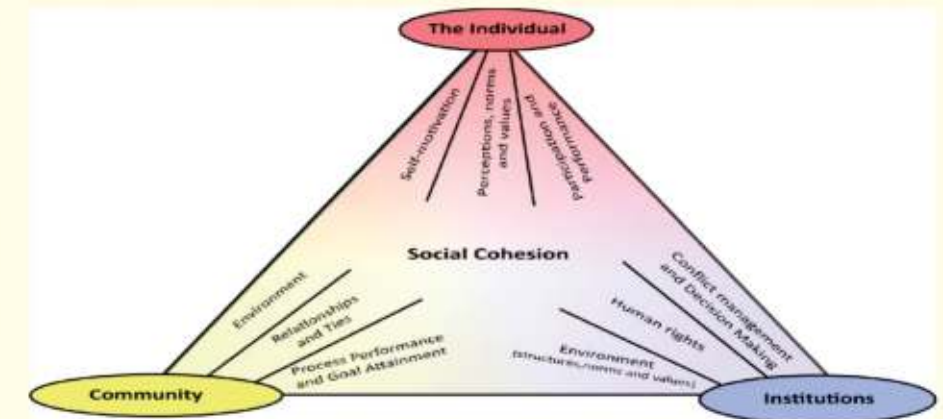 The Individual
Self-motivation
Perceptions, norms
and values
Participation and
Performance
Social Cohesion
Environment
Relationships
and Ties
Process Performance
and Goal Attainment
Conflict management
and Decision Making
Human rights
Environment
(structures,norms and values)
Community
Institutions